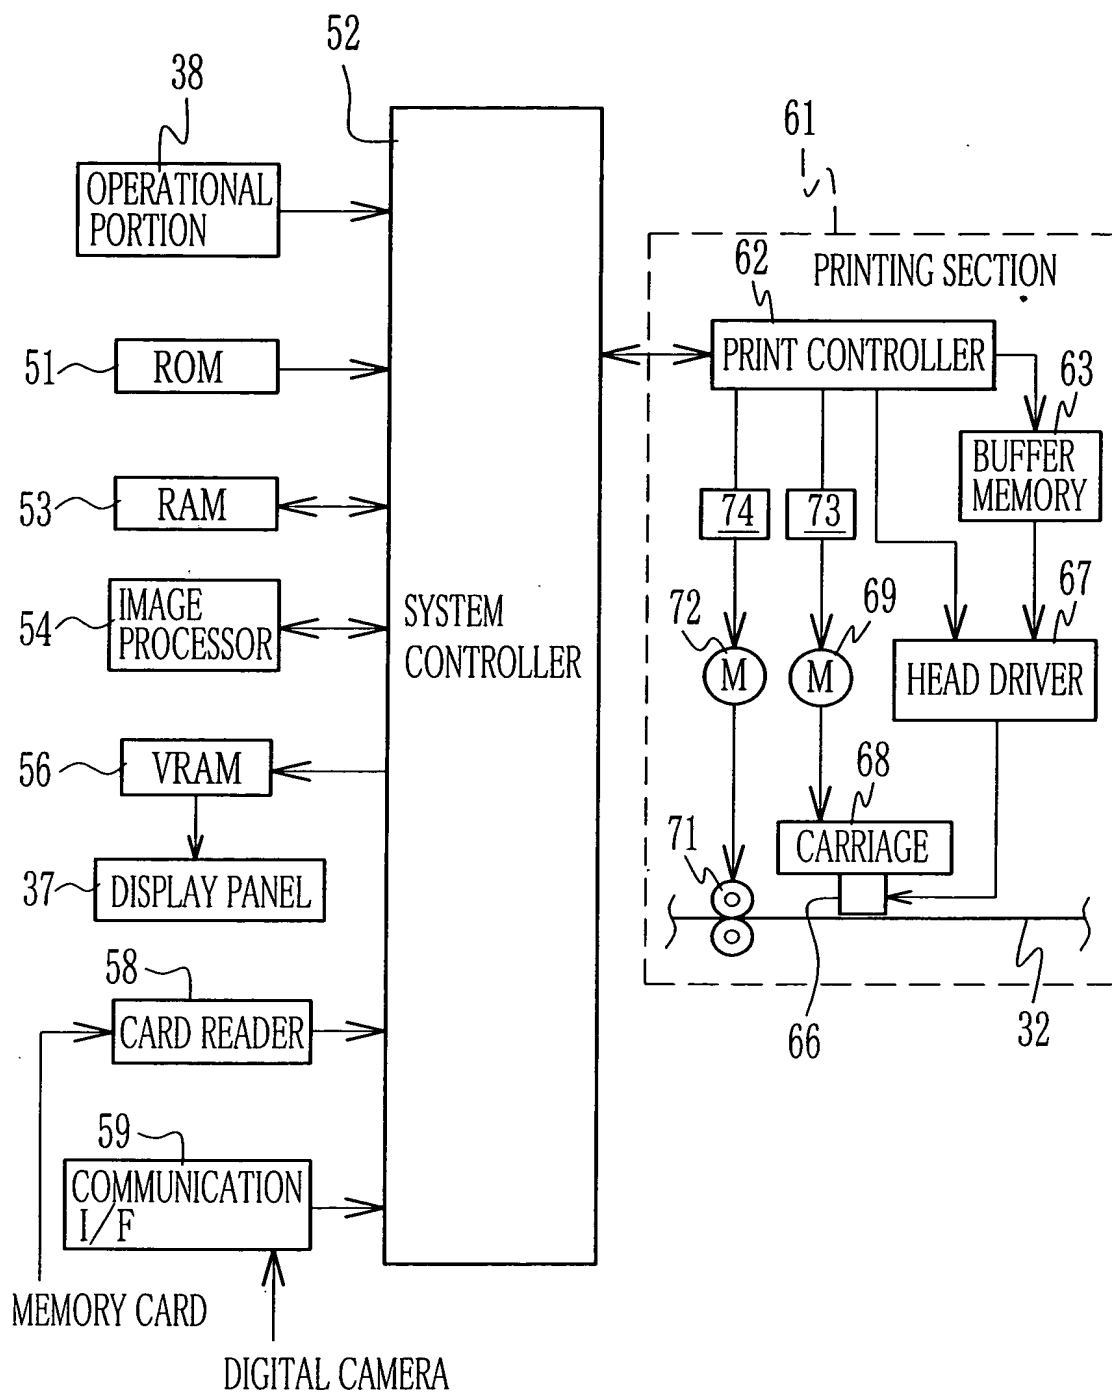 52
38
OPERATIONAL
PORTION
61
PRINTING SECTION
62
PRINT CONTROLLER
51
ROM
63
BUFFER
MEMORY
53
RAM
74
73
54
IMAGE
PROCESSOR
SYSTEM
CONTROLLER
72
M
69
M
67
HEAD DRIVER
56
VRAM
68
CARRIAGE
37
DISPLAY PANEL
71
66
32
58
CARD READER
59
COMMUNICATION
I/F
MEMORY CARD
DIGITAL CAMERA